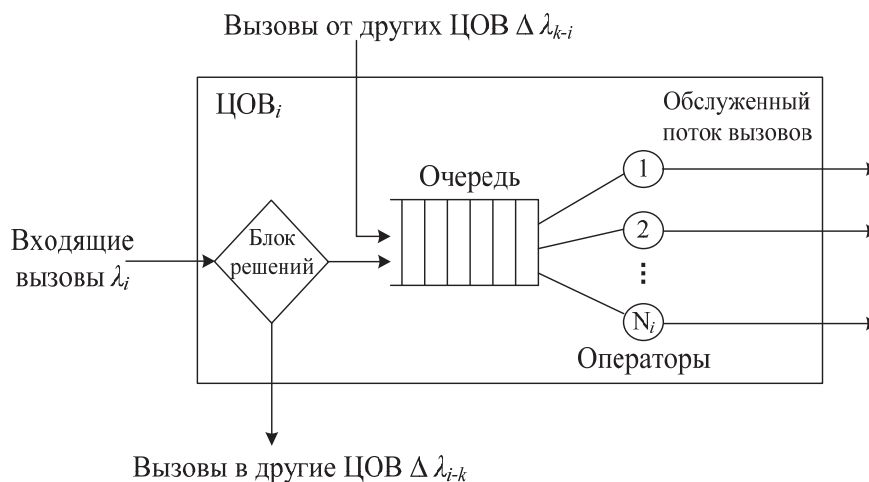 Вызовы от других ЦОВ Δ λk-i
ЦОВi
Обслуженный
поток вызовов
Очередь
1
Входящие
вызовы λi
Блок
решений
2
⋮
Ni
Операторы
Вызовы в другие ЦОВ Δ λi-k